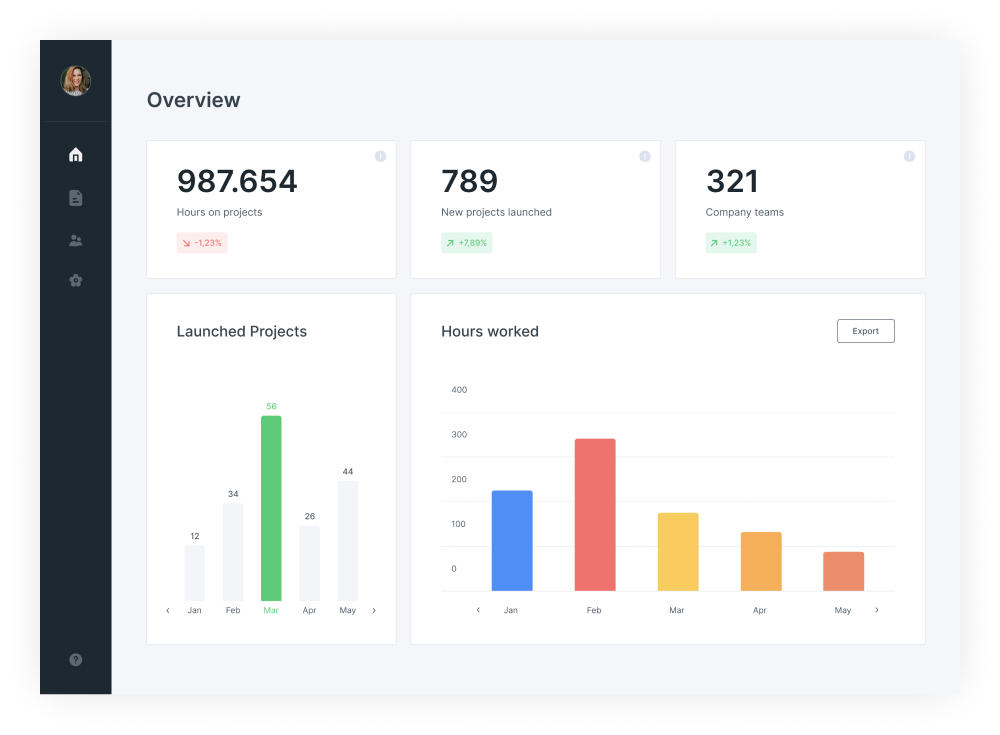 Overview
987.654
Hours on projects
-1,23%
789
New projects launched
+7,89%
321
Company teams
+1,23%
Launched Projects
56
44
34
26
12
Jan Feb Mar Apr May
Hours worked
Export
400
300
200
100
0
Jan Feb Mar Apr May